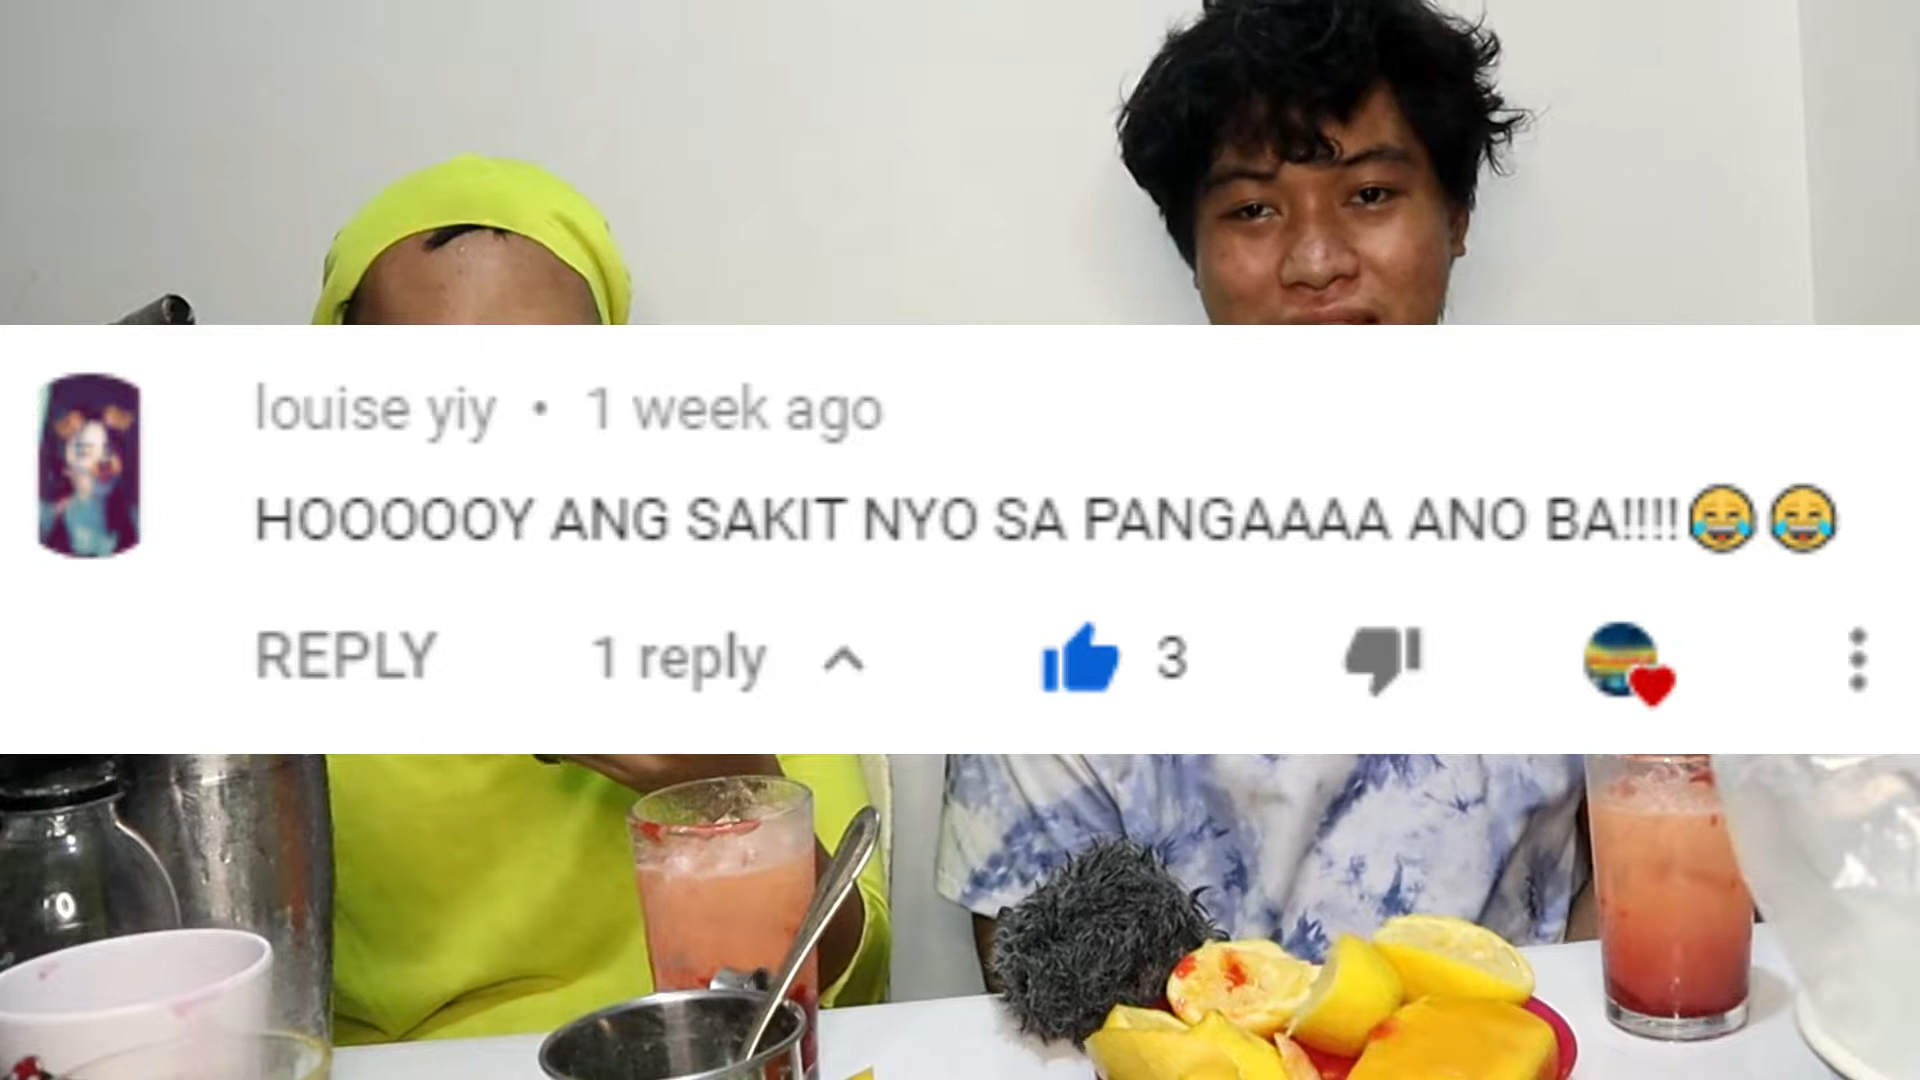 louise yiy • 1 week ago
HOOOOOY ANG SAKIT NYO SA PANGAAAA ANO BA!!!!😂😂
REPLY 1 reply 3